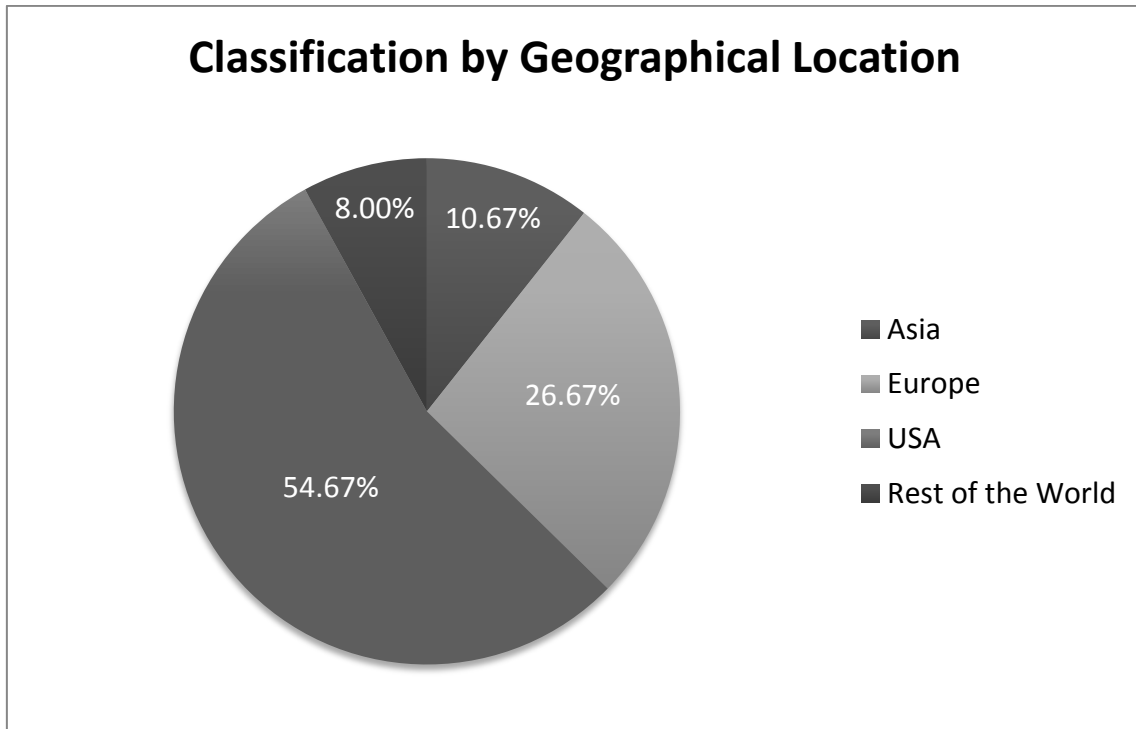 Classification by Geographical Location
8.00%
10.67%
26.67%
54.67%
Asia
Europe
USA
Rest of the World